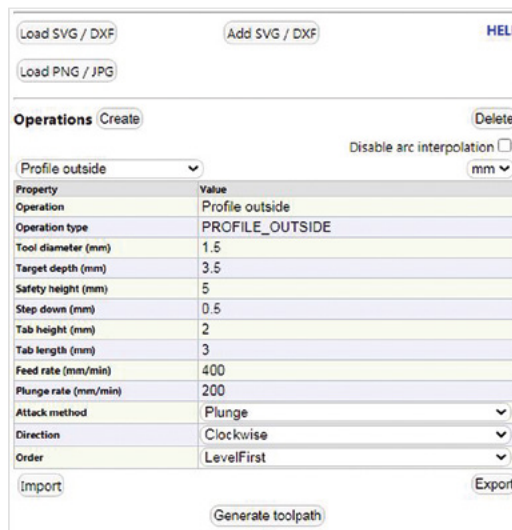 Load SVG / DXF Add SVG / DXF HEL
Load PNG / JPG
Operations Create Delete
Disable arc interpolation
Profile outside mm
Property Value
Operation Profile outside
Operation type PROFILE_OUTSIDE
Tool diameter (mm) 1.5
Target depth (mm) 3.5
Safety height (mm) 5
Step down (mm) 0.5
Tab height (mm) 2
Tab length (mm) 3
Feed rate (mm/min) 400
Plunge rate (mm/min) 200
Attack method Plunge
Direction Clockwise
Order LevelFirst
Import Export
Generate toolpath